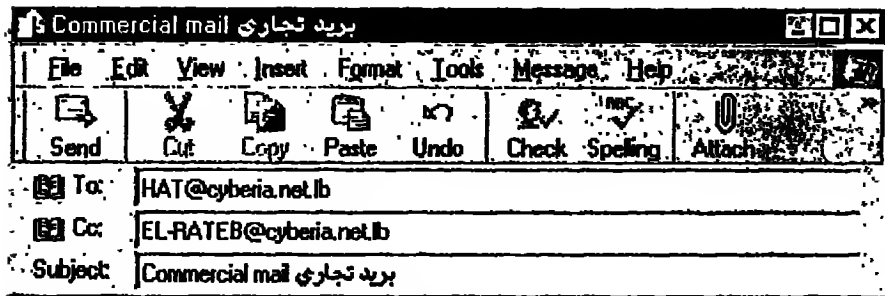 Commercial mail بريد تجاري
File Edit View Insert Format Tools Message Help
Send Cut Copy Paste Undo Check Spelling Attach
To: HAT@cyberia.net.lb
Cc: EL-RATEB@cyberia.net.lb
Subject: Commercial mail بريد تجاري